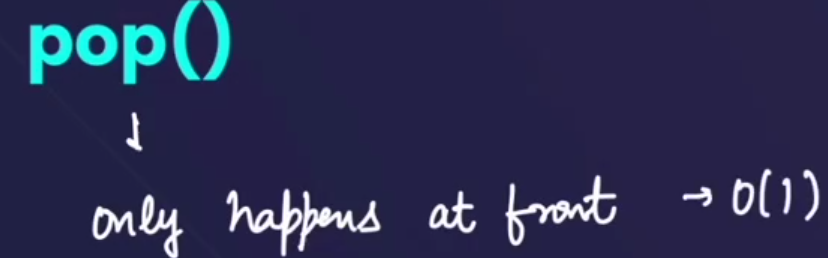 pop()
↓
only happens at front → O(1)